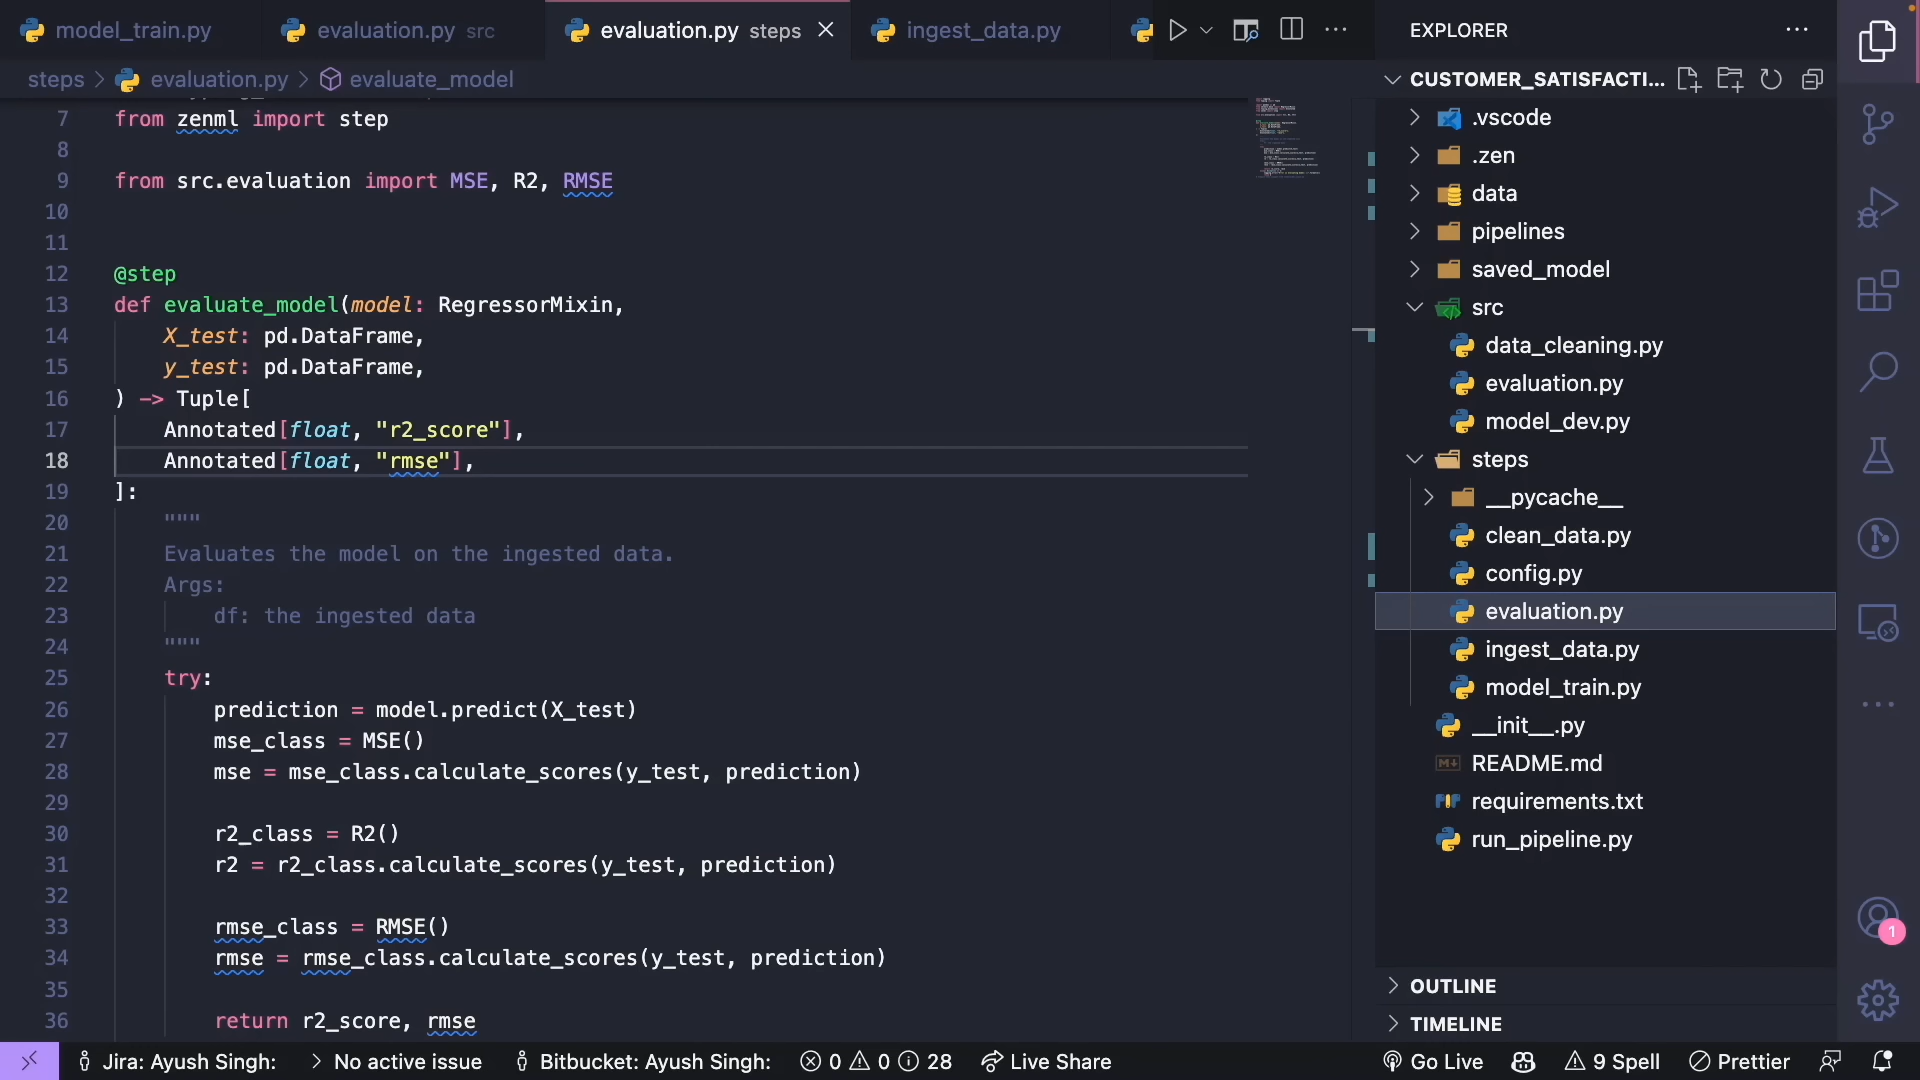 model_train.py
evaluation.py src
evaluation.py steps
ingest_data.py
EXPLORER
steps > evaluation.py > evaluate_model
CUSTOMER_SATISFACTI...
7 from zenml import step
8
9 from src.evaluation import MSE, R2, RMSE
10
11
12 @step
13 def evaluate_model(model: RegressorMixin,
14 X_test: pd.DataFrame,
15 y_test: pd.DataFrame,
16 ) -> Tuple[
17 Annotated[float, "r2_score"],
18 Annotated[float, "rmse"],
19 ]:
20 """
21 Evaluates the model on the ingested data.
22 Args:
23 df: the ingested data
24 """
25 try:
26 prediction = model.predict(X_test)
27 mse_class = MSE()
28 mse = mse_class.calculate_scores(y_test, prediction)
29
30 r2_class = R2()
31 r2 = r2_class.calculate_scores(y_test, prediction)
32
33 rmse_class = RMSE()
34 rmse = rmse_class.calculate_scores(y_test, prediction)
35
36 return r2_score, rmse
.vscode
.zen
data
pipelines
saved_model
src
data_cleaning.py
evaluation.py
model_dev.py
steps
__pycache__
clean_data.py
config.py
evaluation.py
ingest_data.py
model_train.py
__init__.py
README.md
requirements.txt
run_pipeline.py
OUTLINE
TIMELINE
1
Jira: Ayush Singh: > No active issue Bitbucket: Ayush Singh: 0 0 28 Live Share Go Live 9 Spell Prettier